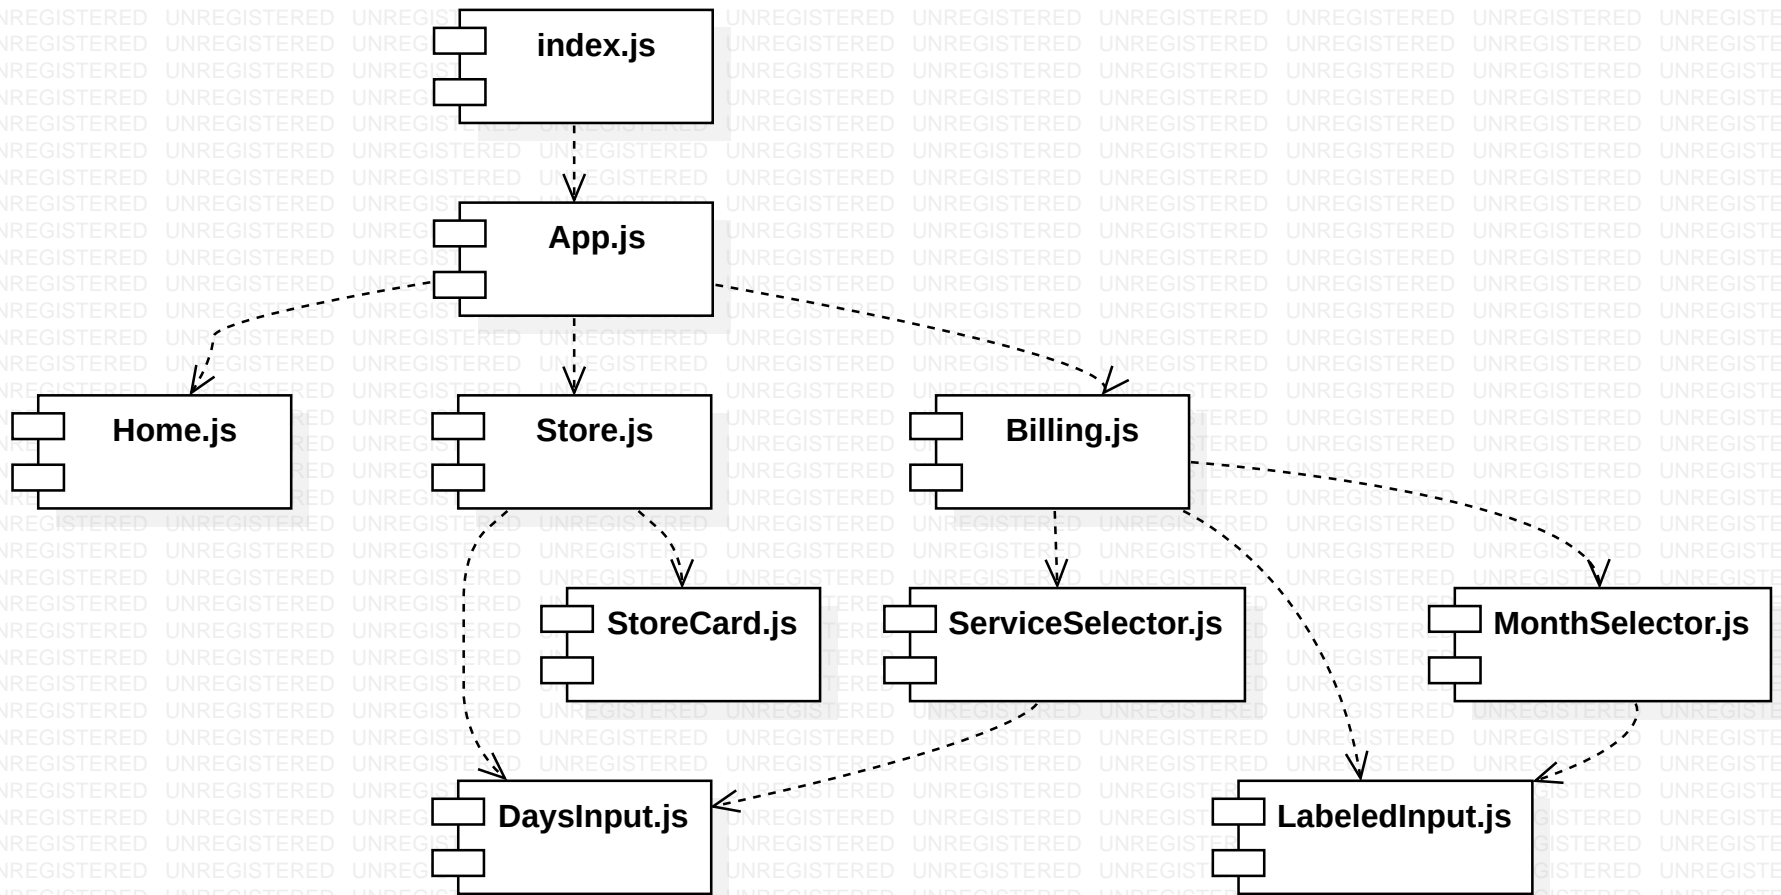 index.js
App.js
Home.js
Store.js
Billing.js
StoreCard.js
ServiceSelector.js
MonthSelector.js
DaysInput.js
LabeledInput.js
UNREGISTERED